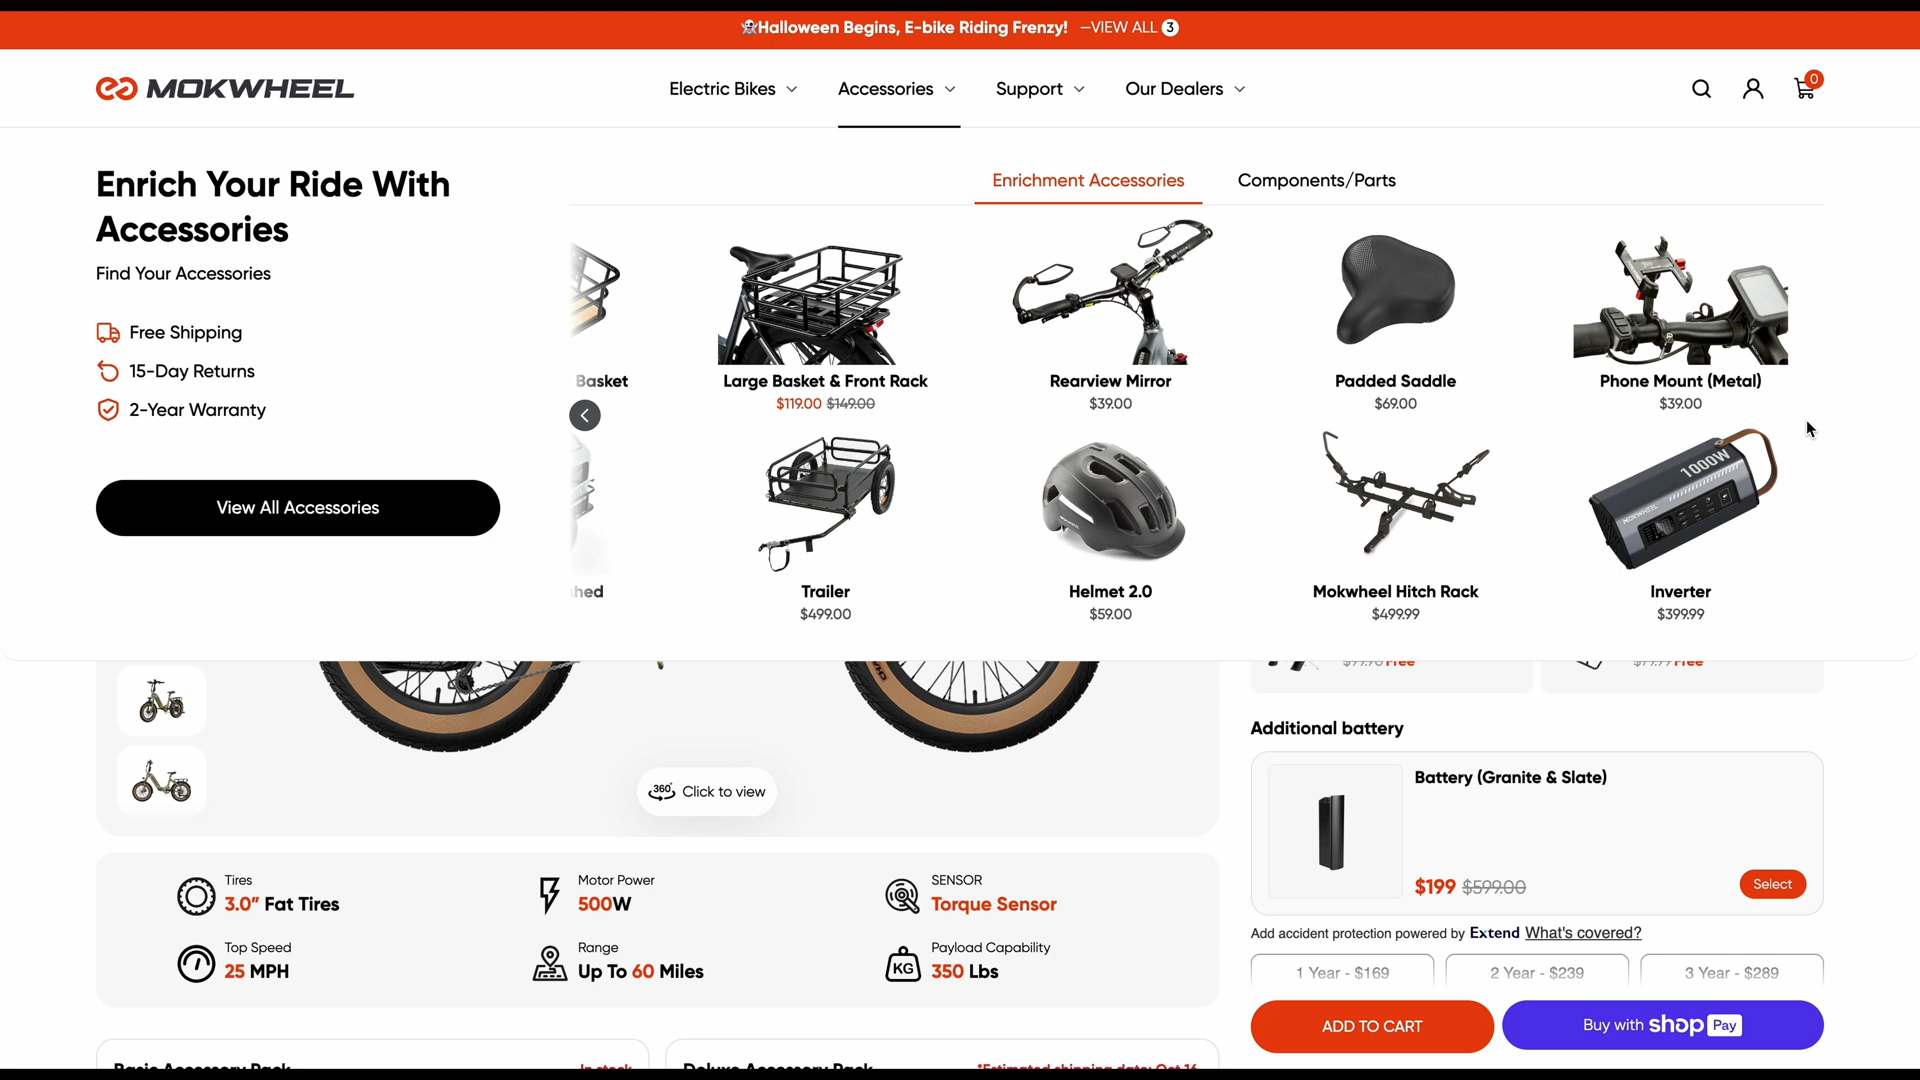 Halloween Begins, E-bike Riding Frenzy! –VIEW ALL 3
MOKWHEEL
Electric Bikes
Accessories
Support
Our Dealers
0
Enrich Your Ride With
Accessories
Find Your Accessories
Free Shipping
15-Day Returns
2-Year Warranty
View All Accessories
Enrichment Accessories
Components/Parts
Basket
Large Basket & Front Rack
$119.00 $149.00
Rearview Mirror
$39.00
Padded Saddle
$69.00
Phone Mount (Metal)
$39.00
1000W
MOKWHEEL
shed
Trailer
$499.00
Helmet 2.0
$59.00
Mokwheel Hitch Rack
$499.99
Inverter
$399.99
Free
Free
360°
Click to view
Additional battery
Battery (Granite & Slate)
$199 $599.00
Select
Tires
3.0” Fat Tires
Motor Power
500W
SENSOR
Torque Sensor
Top Speed
25 MPH
Range
Up To 60 Miles
KG
Payload Capability
350 Lbs
Add accident protection powered by Extend What's covered?
1 Year - $169
2 Year - $239
3 Year - $289
ADD TO CART
Buy with shop Pay
Basic Accessory Pack
In stock
Deluxe Accessory Pack
*Estimated shipping date: Oct 16